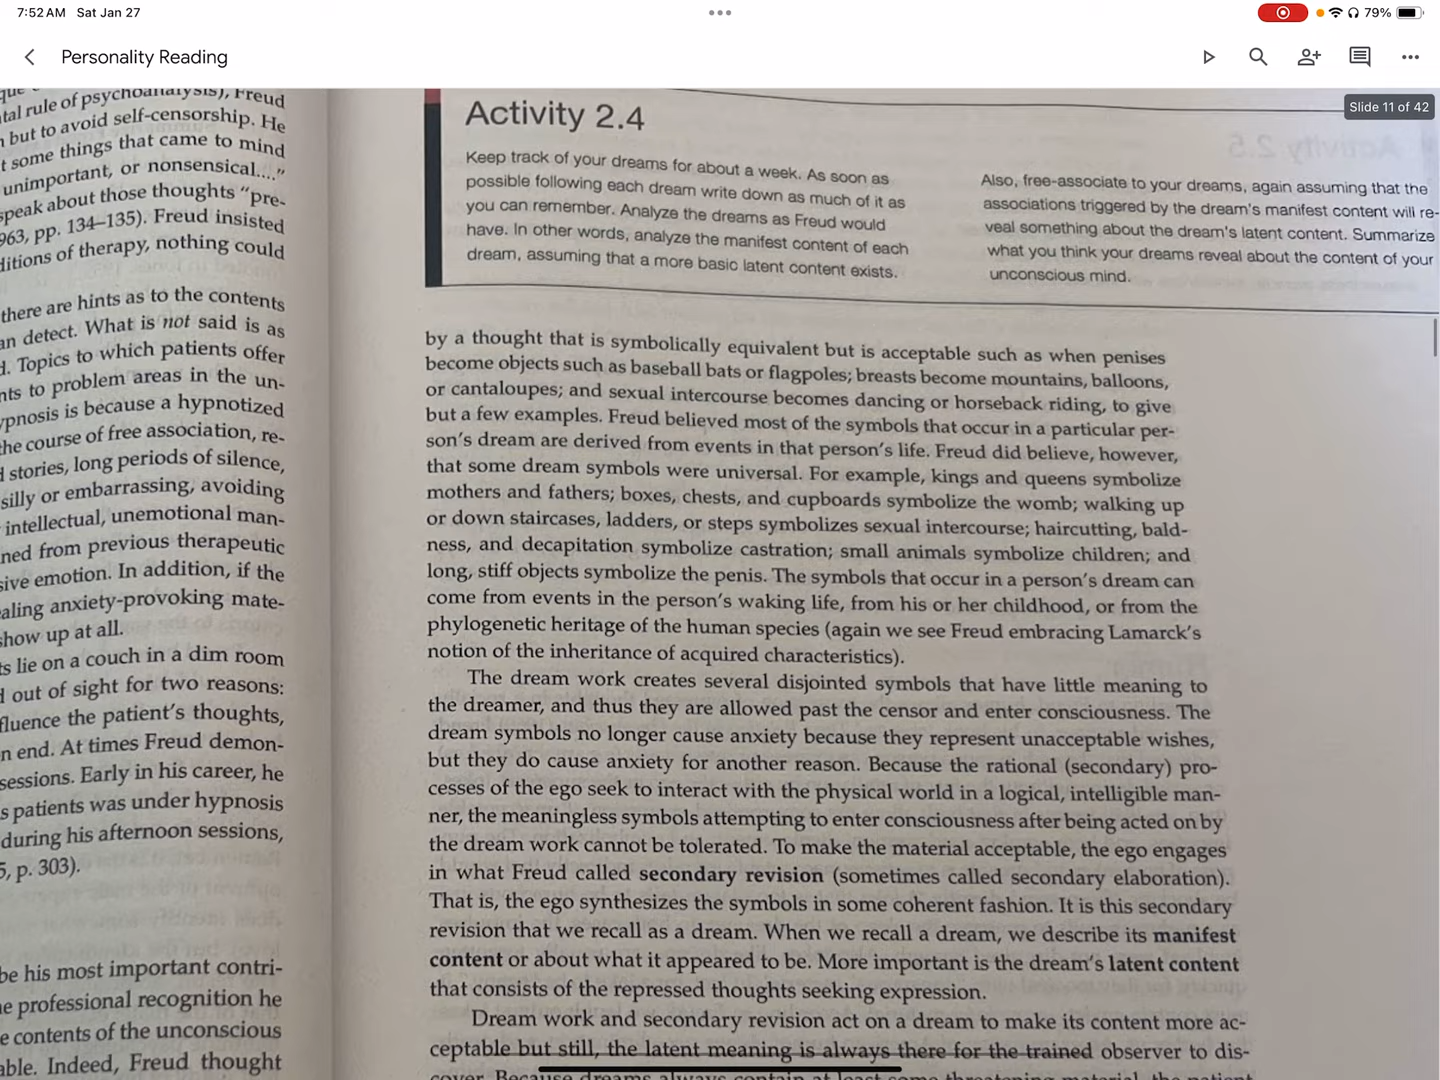 7:52 AM Sat Jan 27
79%
Personality Reading
Slide 11 of 42
que
tal rule of psychoanalysis), Freud
but to avoid self-censorship. He
t some things that came to mind
unimportant, or nonsensical...."
speak about those thoughts "pre-
963, pp. 134–135). Freud insisted
ditions of therapy, nothing could
there are hints as to the contents
an detect. What is not said is as
d. Topics to which patients offer
nts to problem areas in the un-
ypnosis is because a hypnotized
the course of free association, re-
d stories, long periods of silence,
silly or embarrassing, avoiding
intellectual, unemotional man-
ned from previous therapeutic
sive emotion. In addition, if the
ealing anxiety-provoking mate-
show up at all.
ts lie on a couch in a dim room
d out of sight for two reasons:
fluence the patient's thoughts,
n end. At times Freud demon-
sessions. Early in his career, he
s patients was under hypnosis
during his afternoon sessions,
5, p. 303).
be his most important contri-
he professional recognition he
e contents of the unconscious
able. Indeed, Freud thought
Activity 2.4
Keep track of your dreams for about a week. As soon as
possible following each dream write down as much of it as
you can remember. Analyze the dreams as Freud would
have. In other words, analyze the manifest content of each
dream, assuming that a more basic latent content exists.
Also, free-associate to your dreams, again assuming that the
associations triggered by the dream's manifest content will re-
veal something about the dream's latent content. Summarize
what you think your dreams reveal about the content of your
unconscious mind.
by a thought that is symbolically equivalent but is acceptable such as when penises
become objects such as baseball bats or flagpoles; breasts become mountains, balloons,
or cantaloupes; and sexual intercourse becomes dancing or horseback riding, to give
but a few examples. Freud believed most of the symbols that occur in a particular per-
son's dream are derived from events in that person's life. Freud did believe, however,
that some dream symbols were universal. For example, kings and queens symbolize
mothers and fathers; boxes, chests, and cupboards symbolize the womb; walking up
or down staircases, ladders, or steps symbolizes sexual intercourse; haircutting, bald-
ness, and decapitation symbolize castration; small animals symbolize children; and
long, stiff objects symbolize the penis. The symbols that occur in a person's dream can
come from events in the person's waking life, from his or her childhood, or from the
phylogenetic heritage of the human species (again we see Freud embracing Lamarck's
notion of the inheritance of acquired characteristics).
The dream work creates several disjointed symbols that have little meaning to
the dreamer, and thus they are allowed past the censor and enter consciousness. The
dream symbols no longer cause anxiety because they represent unacceptable wishes,
but they do cause anxiety for another reason. Because the rational (secondary) pro-
cesses of the ego seek to interact with the physical world in a logical, intelligible man-
ner, the meaningless symbols attempting to enter consciousness after being acted on by
the dream work cannot be tolerated. To make the material acceptable, the ego engages
in what Freud called secondary revision (sometimes called secondary elaboration).
That is, the ego synthesizes the symbols in some coherent fashion. It is this secondary
revision that we recall as a dream. When we recall a dream, we describe its manifest
content or about what it appeared to be. More important is the dream's latent content
that consists of the repressed thoughts seeking expression.
Dream work and secondary revision act on a dream to make its content more ac-
ceptable but still, the latent meaning is always there for the trained observer to dis-
cover. Because dreams always contain at least some threatening material, the patient